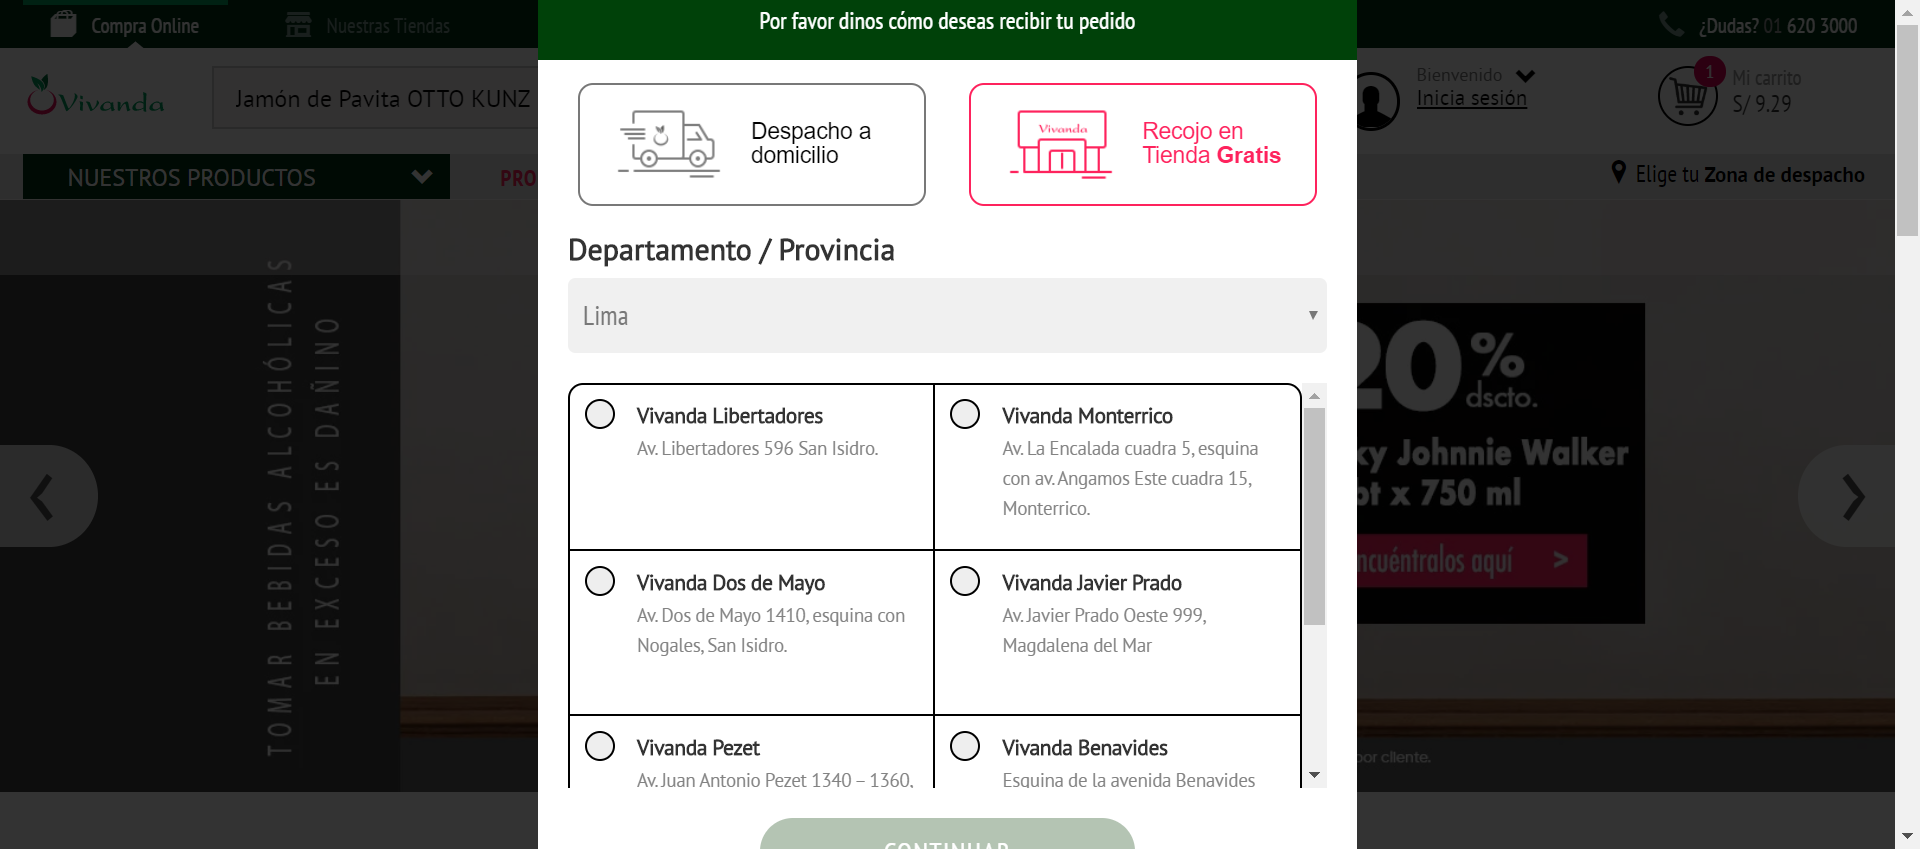 Compra Online
Nuestras Tiendas
Por favor dinos cómo deseas recibir tu pedido
¿Dudas? 01 620 3000
Vivanda
Jamón de Pavita OTTO KUNZ
Bienvenido
Inicia sesión
1
Mi carrito
S/ 9.29
NUESTROS PRODUCTOS
PRO
Elige tu Zona de despacho
Despacho a
domicilio
Vivanda
Recojo en
Tienda Gratis
Departamento / Provincia
Lima
Vivanda Libertadores
Av. Libertadores 596 San Isidro.
Vivanda Monterrico
Av. La Encalada cuadra 5, esquina
con av. Angamos Este cuadra 15,
Monterrico.
Vivanda Dos de Mayo
Av. Dos de Mayo 1410, esquina con
Nogales, San Isidro.
Vivanda Javier Prado
Av. Javier Prado Oeste 999,
Magdalena del Mar
Vivanda Pezet
Av. Juan Antonio Pezet 1340 – 1360,
Vivanda Benavides
Esquina de la avenida Benavides
CONTINUAR
TOMAR BEBIDAS ALCOHÓLICAS
EN EXCESO ES DAÑINO
20%
dscto.
ky Johnnie Walker
ot x 750 ml
ncuéntralos aquí >
por cliente.